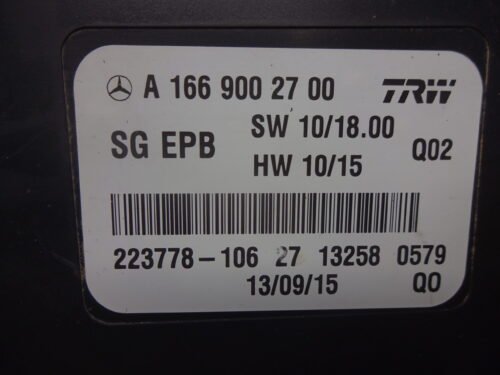 A 166 900 27 00 TRW
SG EPB SW 10/18.00 Q02
HW 10/15
223778-106 27 13258 0579
13/09/15 QO